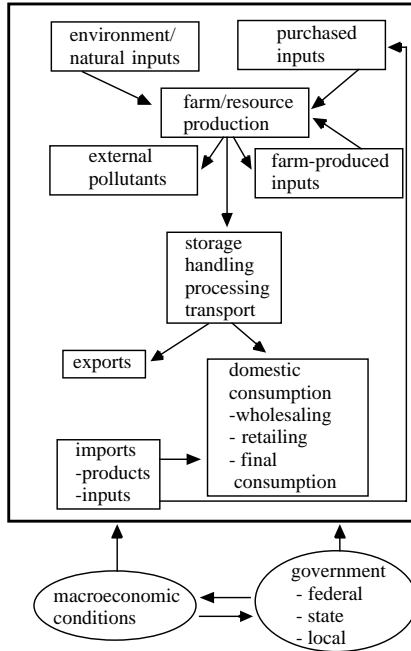 environment/
natural inputs
purchased
inputs
farm/resource
production
external
pollutants
farm-produced
inputs
storage
handling
processing
transport
exports
domestic
consumption
-wholesaling
- retailing
- final
consumption
imports
-products
-inputs
macroeconomic
conditions
government
- federal
- state
- local